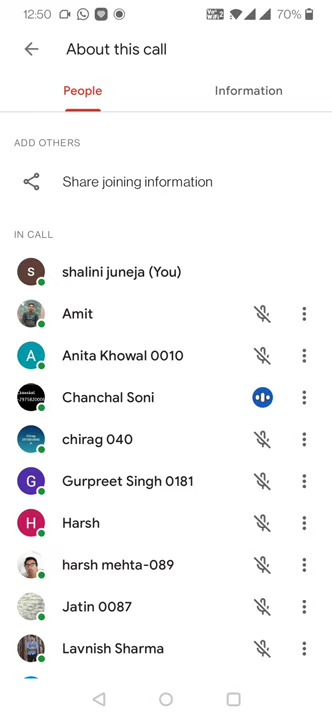 12:50
70%
About this call
People
Information
ADD OTHERS
Share joining information
IN CALL
S
shalini juneja (You)
Amit
A
Anita Khowal 0010
Chanchal Soni
chirag 040
G
Gurpreet Singh 0181
H
Harsh
harsh mehta-089
Jatin 0087
Lavnish Sharma